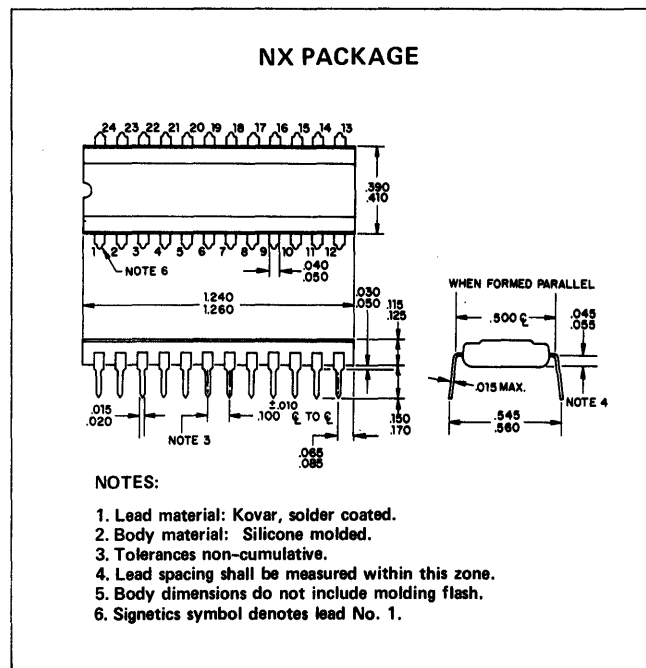 NX PACKAGE
24 23 22 21 20 19 18 17 16 15 14 13
.390
.410
1 2 3 4 5 6 7 8 9 10 11 12
NOTE 6
.040
.050
1.240
1.260
.030
.050
.115
.125
WHEN FORMED PARALLEL
.500 ℄
.045
.055
.015 MAX.
NOTE 4
.545
.560
.015
.020
NOTE 3
±.010
.100 ℄ TO ℄
.150
.170
.065
.085
NOTES:
1. Lead material: Kovar, solder coated.
2. Body material: Silicone molded.
3. Tolerances non-cumulative.
4. Lead spacing shall be measured within this zone.
5. Body dimensions do not include molding flash.
6. Signetics symbol denotes lead No. 1.